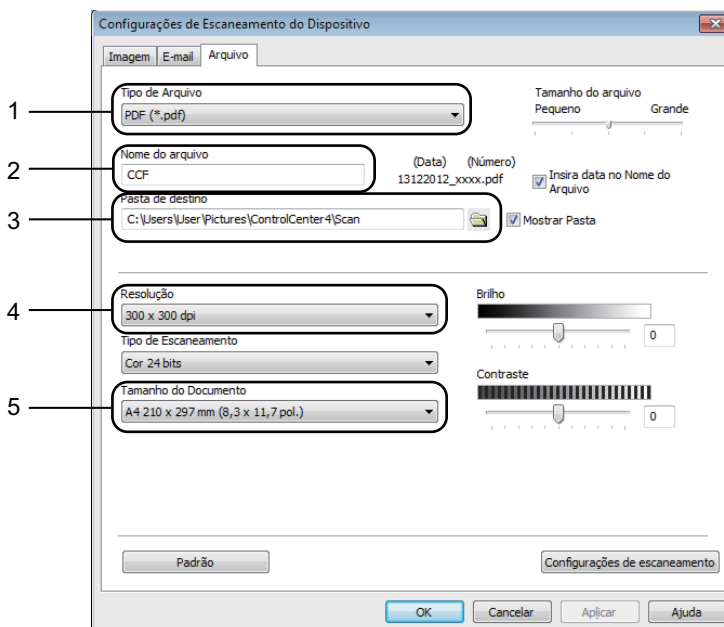 Configurações de Escaneamento do Dispositivo
Imagem E-mail Arquivo
1
Tipo de Arquivo
PDF (*.pdf)
Tamanho do arquivo
Pequeno Grande
2
Nome do arquivo
CCF
(Data) (Número)
13122012_xxxx.pdf
Insira data no Nome do
Arquivo
3
Pasta de destino
C:\Users\User\Pictures\ControlCenter4\Scan
Mostrar Pasta
4
Resolução
300 x 300 dpi
Brilho
0
Tipo de Escaneamento
Cor 24 bits
Contraste
0
5
Tamanho do Documento
A4 210 x 297 mm (8,3 x 11,7 pol.)
Padrão
Configurações de escaneamento
OK Cancelar Aplicar Ajuda